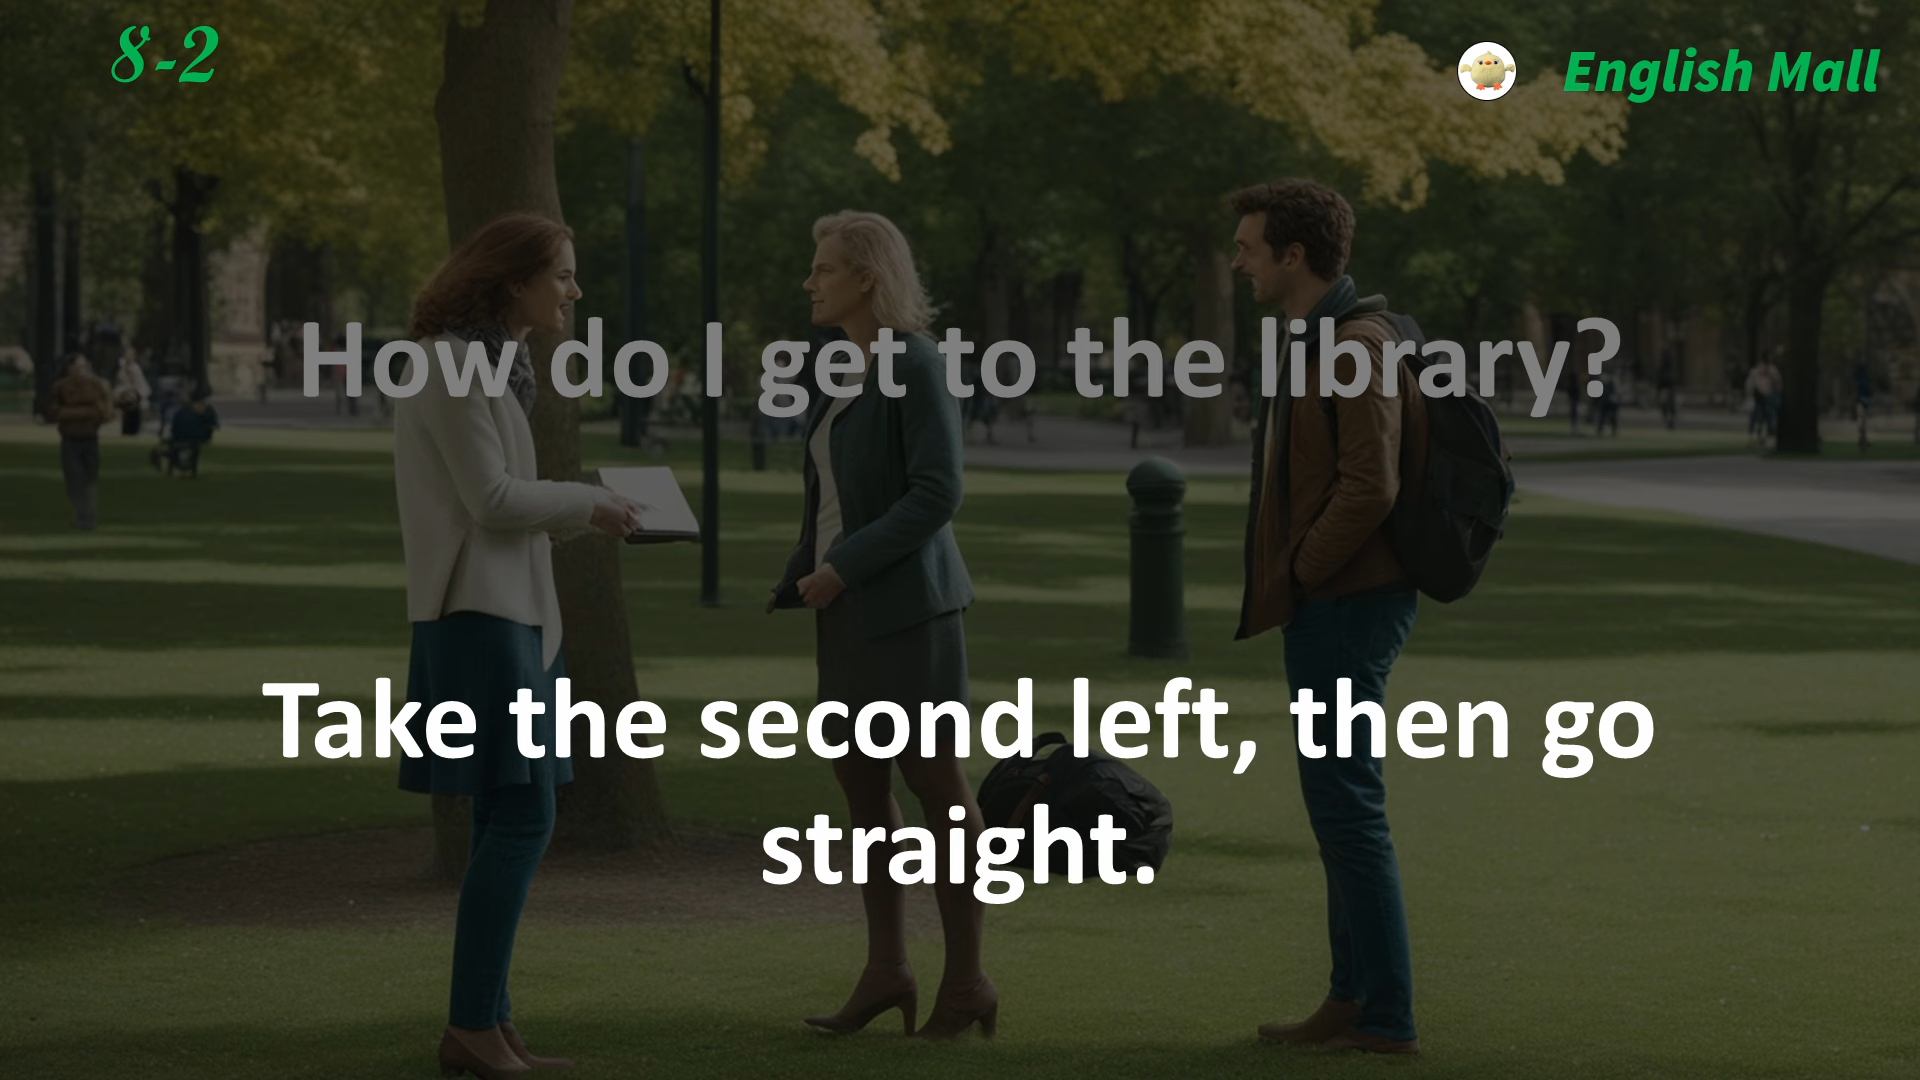 8-2
English Mall
How do I get to the library?
Take the second left, then go
straight.